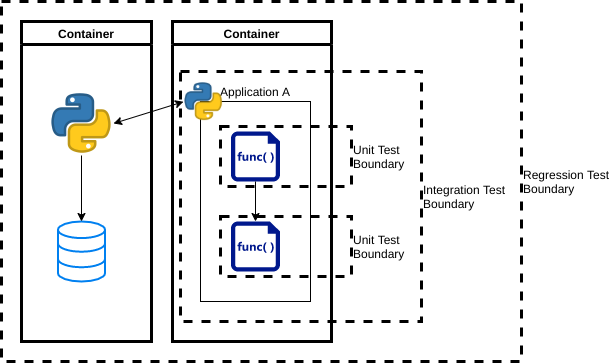 Container
Container
Application A
func( )
Unit Test
Boundary
func( )
Unit Test
Boundary
Integration Test
Boundary
Regression Test
Boundary